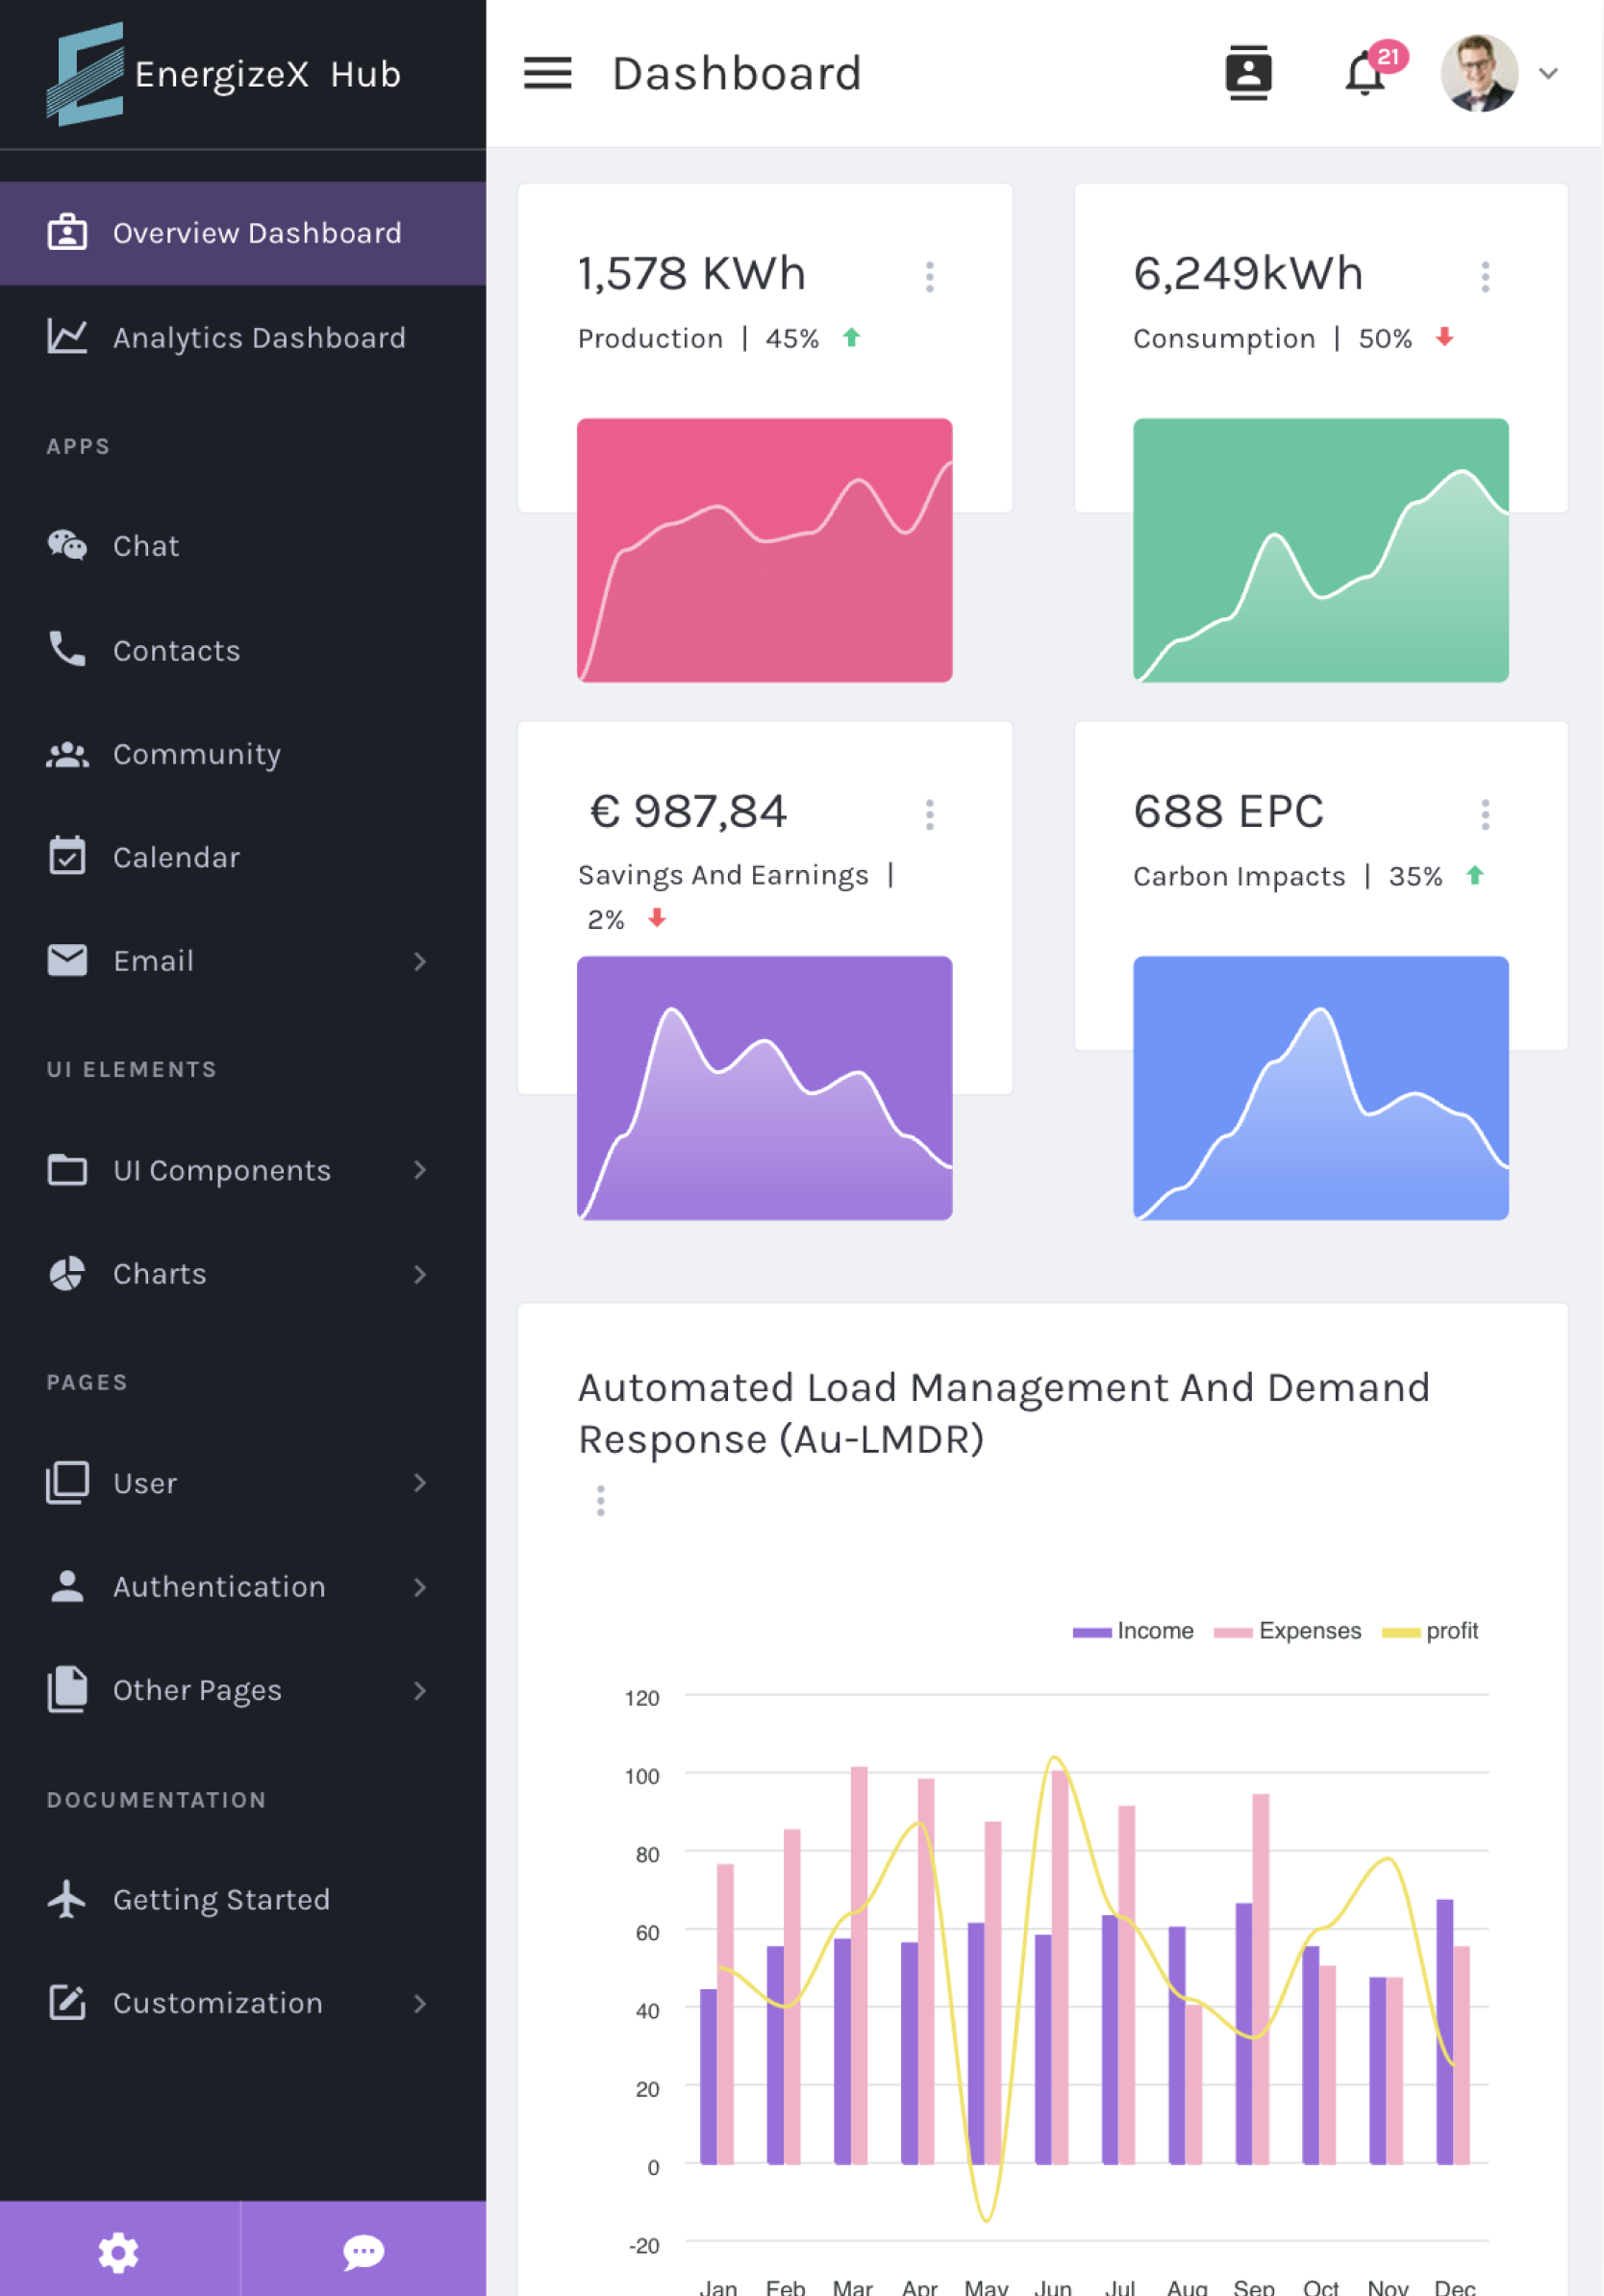 EnergizeX Hub
Dashboard
21
Overview Dashboard
Analytics Dashboard
APPS
Chat
Contacts
Community
Calendar
Email
UI ELEMENTS
UI Components
Charts
PAGES
User
Authentication
Other Pages
DOCUMENTATION
Getting Started
Customization
1,578 KWh
Production | 45%
6,249kWh
Consumption | 50%
€ 987,84
Savings And Earnings |
2%
688 EPC
Carbon Impacts | 35%
Automated Load Management And Demand
Response (Au-LMDR)
Income Expenses profit
120
100
80
60
40
20
0
-20
Jan Feb Mar Apr May Jun Jul Aug Sep Oct Nov Dec